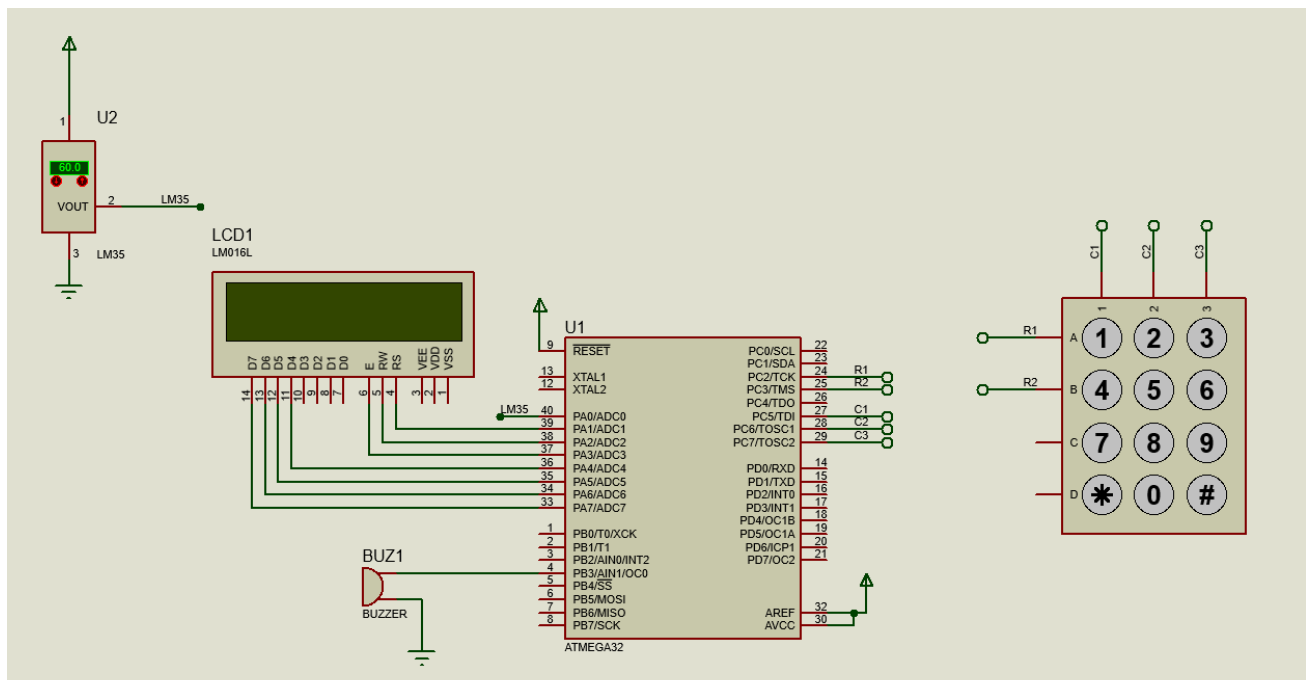 U2
1
60.0
VOUT
2
LM35
3
LM35
LCD1
LM016L
D7 D6 D5 D4 D3 D2 D1 D0 E RW RS VEE VDD VSS
14 13 12 11 10 9 8 7 6 5 4 3 2 1
U1
9 RESET
13 XTAL1
12 XTAL2
LM35
40 PA0/ADC0
39 PA1/ADC1
38 PA2/ADC2
37 PA3/ADC3
36 PA4/ADC4
35 PA5/ADC5
34 PA6/ADC6
33 PA7/ADC7
1 PB0/T0/XCK
2 PB1/T1
3 PB2/AIN0/INT2
4 PB3/AIN1/OC0
5 PB4/SS
6 PB5/MOSI
7 PB6/MISO
8 PB7/SCK
PC0/SCL 22
PC1/SDA 23
PC2/TCK 24 R1
PC3/TMS 25 R2
PC4/TDO 26
PC5/TDI 27 C1
PC6/TOSC1 28 C2
PC7/TOSC2 29 C3
PD0/RXD 14
PD1/TXD 15
PD2/INT0 16
PD3/INT1 17
PD4/OC1B 18
PD5/OC1A 19
PD6/ICP1 20
PD7/OC2 21
AREF 32
AVCC 30
ATMEGA32
BUZ1
BUZZER
C1 C2 C3
1 2 3
R1 A 1 2 3
R2 B 4 5 6
C 7 8 9
D * 0 #